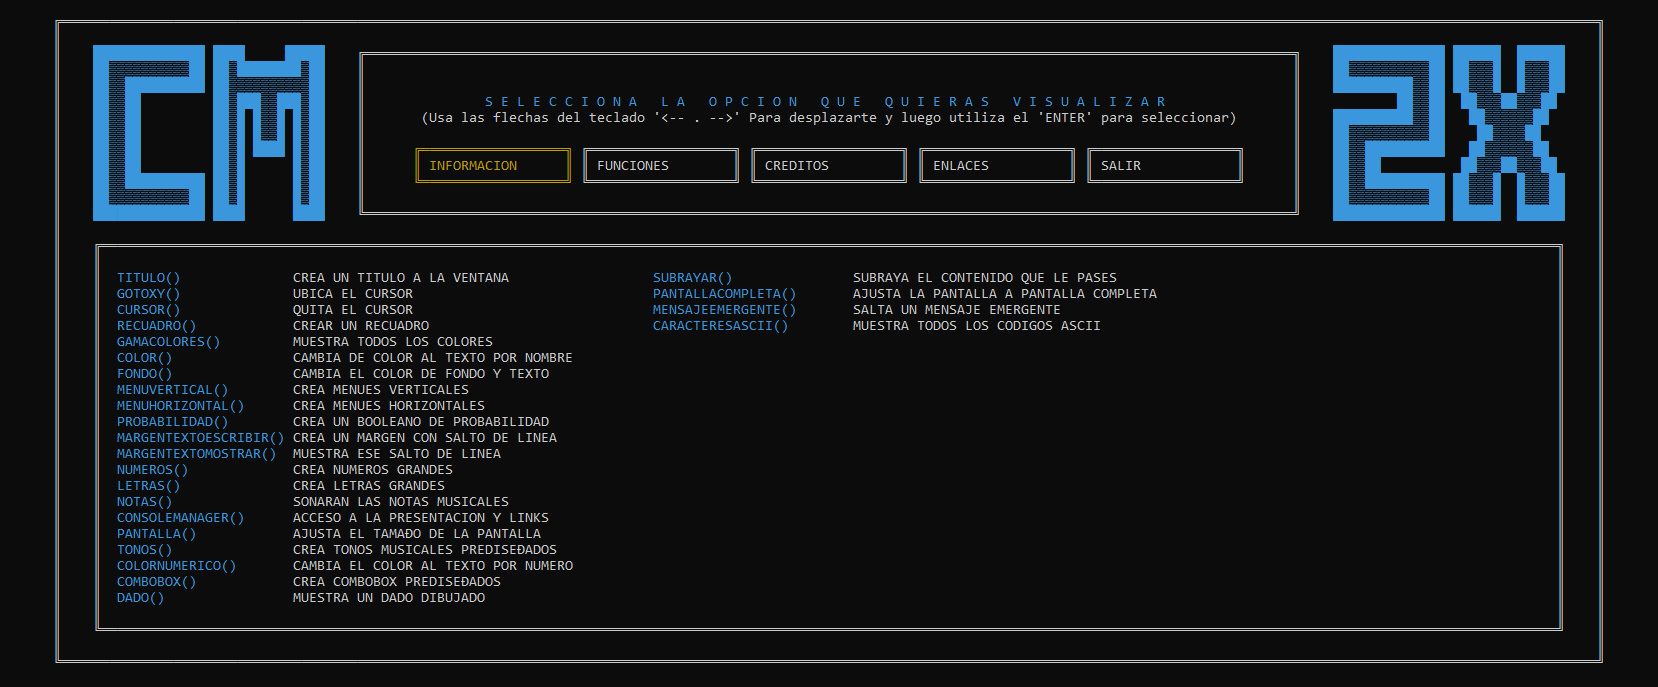 CM
2X
SELECCIONA LA OPCION QUE QUIERAS VISUALIZAR
(Usa las flechas del teclado '<-- . -->' Para desplazarte y luego utiliza el 'ENTER' para seleccionar)
INFORMACION FUNCIONES CREDITOS ENLACES SALIR
TITULO() CREA UN TITULO A LA VENTANA
GOTOXY() UBICA EL CURSOR
CURSOR() QUITA EL CURSOR
RECUADRO() CREAR UN RECUADRO
GAMACOLORES() MUESTRA TODOS LOS COLORES
COLOR() CAMBIA DE COLOR AL TEXTO POR NOMBRE
FONDO() CAMBIA EL COLOR DE FONDO Y TEXTO
MENUVERTICAL() CREA MENUES VERTICALES
MENUHORIZONTAL() CREA MENUES HORIZONTALES
PROBABILIDAD() CREA UN BOOLEANO DE PROBABILIDAD
MARGENTEXTOESCRIBIR() CREA UN MARGEN CON SALTO DE LINEA
MARGENTEXTOMOSTRAR() MUESTRA ESE SALTO DE LINEA
NUMEROS() CREA NUMEROS GRANDES
LETRAS() CREA LETRAS GRANDES
NOTAS() SONARAN LAS NOTAS MUSICALES
CONSOLEMANAGER() ACCESO A LA PRESENTACION Y LINKS
PANTALLA() AJUSTA EL TAMAÐO DE LA PANTALLA
TONOS() CREA TONOS MUSICALES PREDISEÐADOS
COLORNUMERICO() CAMBIA EL COLOR AL TEXTO POR NUMERO
COMBOBOX() CREA COMBOBOX PREDISEÐADOS
DADO() MUESTRA UN DADO DIBUJADO
SUBRAYAR() SUBRAYA EL CONTENIDO QUE LE PASES
PANTALLACOMPLETA() AJUSTA LA PANTALLA A PANTALLA COMPLETA
MENSAJEEMERGENTE() SALTA UN MENSAJE EMERGENTE
CARACTERESASCII() MUESTRA TODOS LOS CODIGOS ASCII